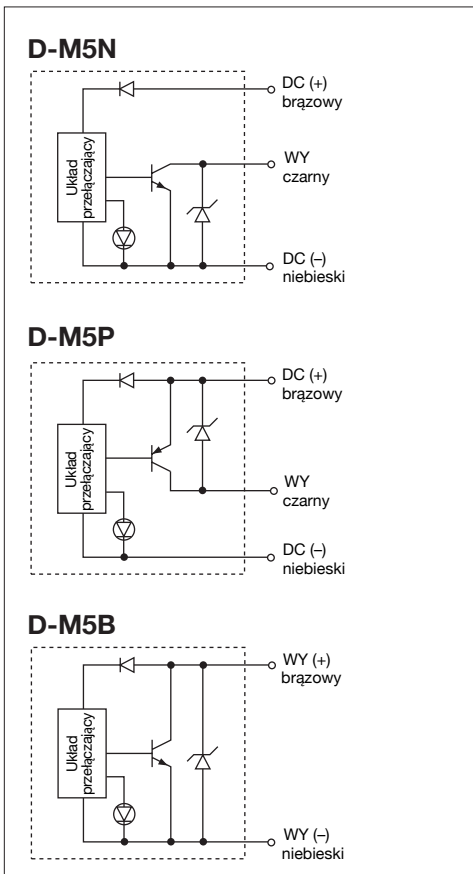 D-M5N
DC (+)
brązowy
Układ
przełączający
WY
czarny
DC (–)
niebieski
D-M5P
DC (+)
brązowy
Układ
przełączający
WY
czarny
DC (–)
niebieski
D-M5B
WY (+)
brązowy
Układ
przełączający
WY (–)
niebieski